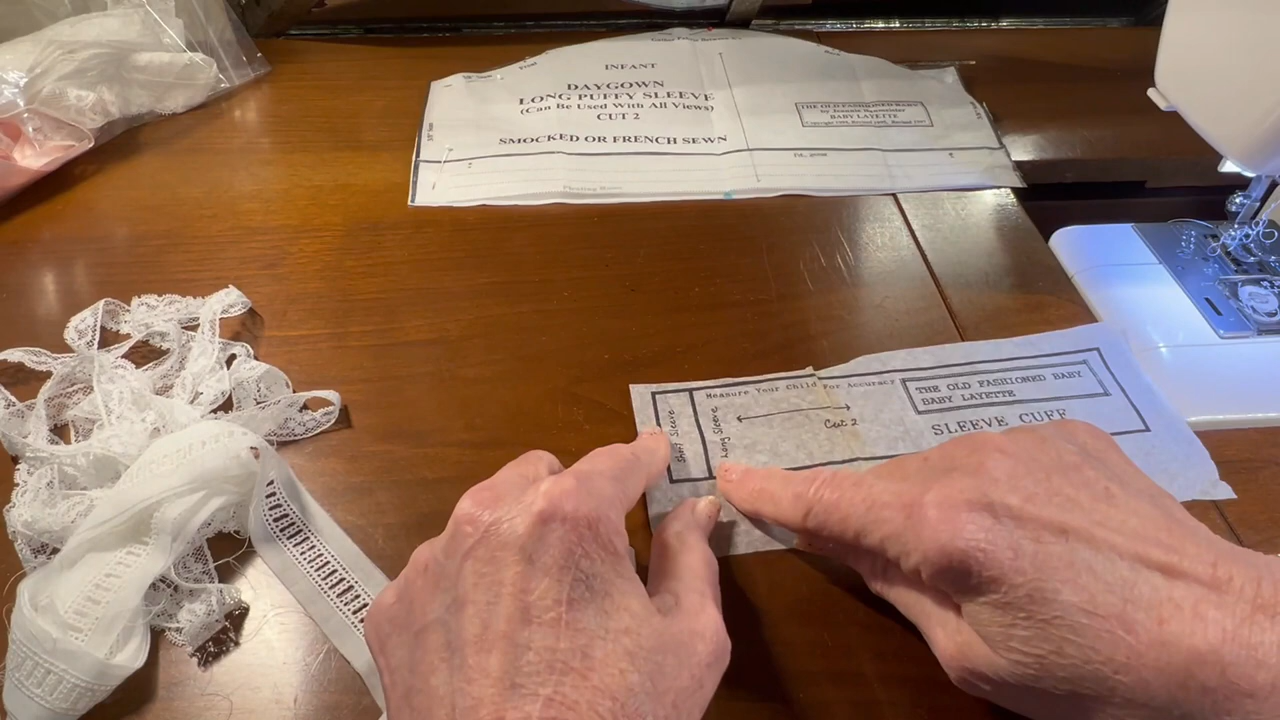 INFANT
DAYGOWN
LONG PUFFY SLEEVE
(Can Be Used With All Views)
CUT 2
SMOCKED OR FRENCH SEWN
Front
Back
THE OLD FASHIONED BABY
BABY LAYETTE
Measure Your Child For Accuracy
Short Sleeve
Long Sleeve
Cut 2
THE OLD FASHIONED BABY
BABY LAYETTE
SLEEVE CUFF